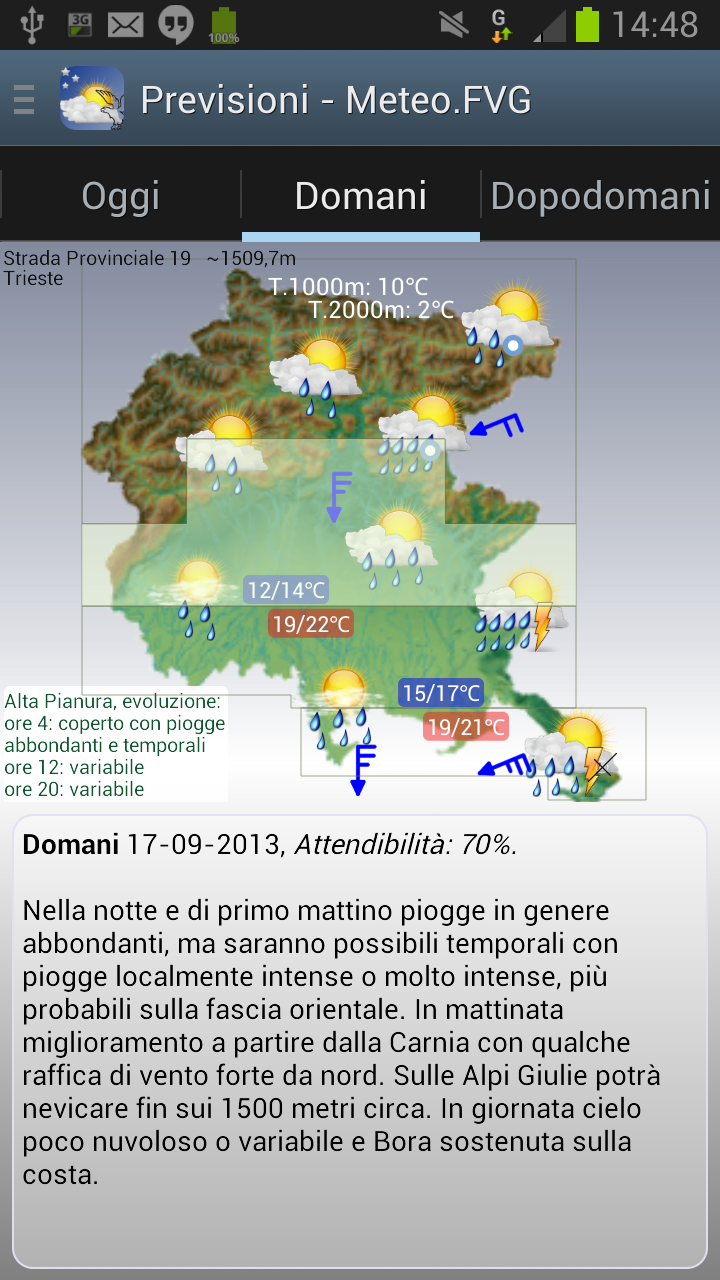 3G
100%
G
14:48
Previsioni - Meteo.FVG
Oggi
Domani
Dopodomani
Strada Provinciale 19 ~1509,7m
Trieste
T.1000m: 10°C
T.2000m: 2°C
12/14°C
19/22°C
15/17°C
19/21°C
Alta Pianura, evoluzione:
ore 4: coperto con piogge
abbondanti e temporali
ore 12: variabile
ore 20: variabile
Domani 17-09-2013, Attendibilità: 70%.
Nella notte e di primo mattino piogge in genere
abbondanti, ma saranno possibili temporali con
piogge localmente intense o molto intense, più
probabili sulla fascia orientale. In mattinata
miglioramento a partire dalla Carnia con qualche
raffica di vento forte da nord. Sulle Alpi Giulie potrà
nevicare fin sui 1500 metri circa. In giornata cielo
poco nuvoloso o variabile e Bora sostenuta sulla
costa.